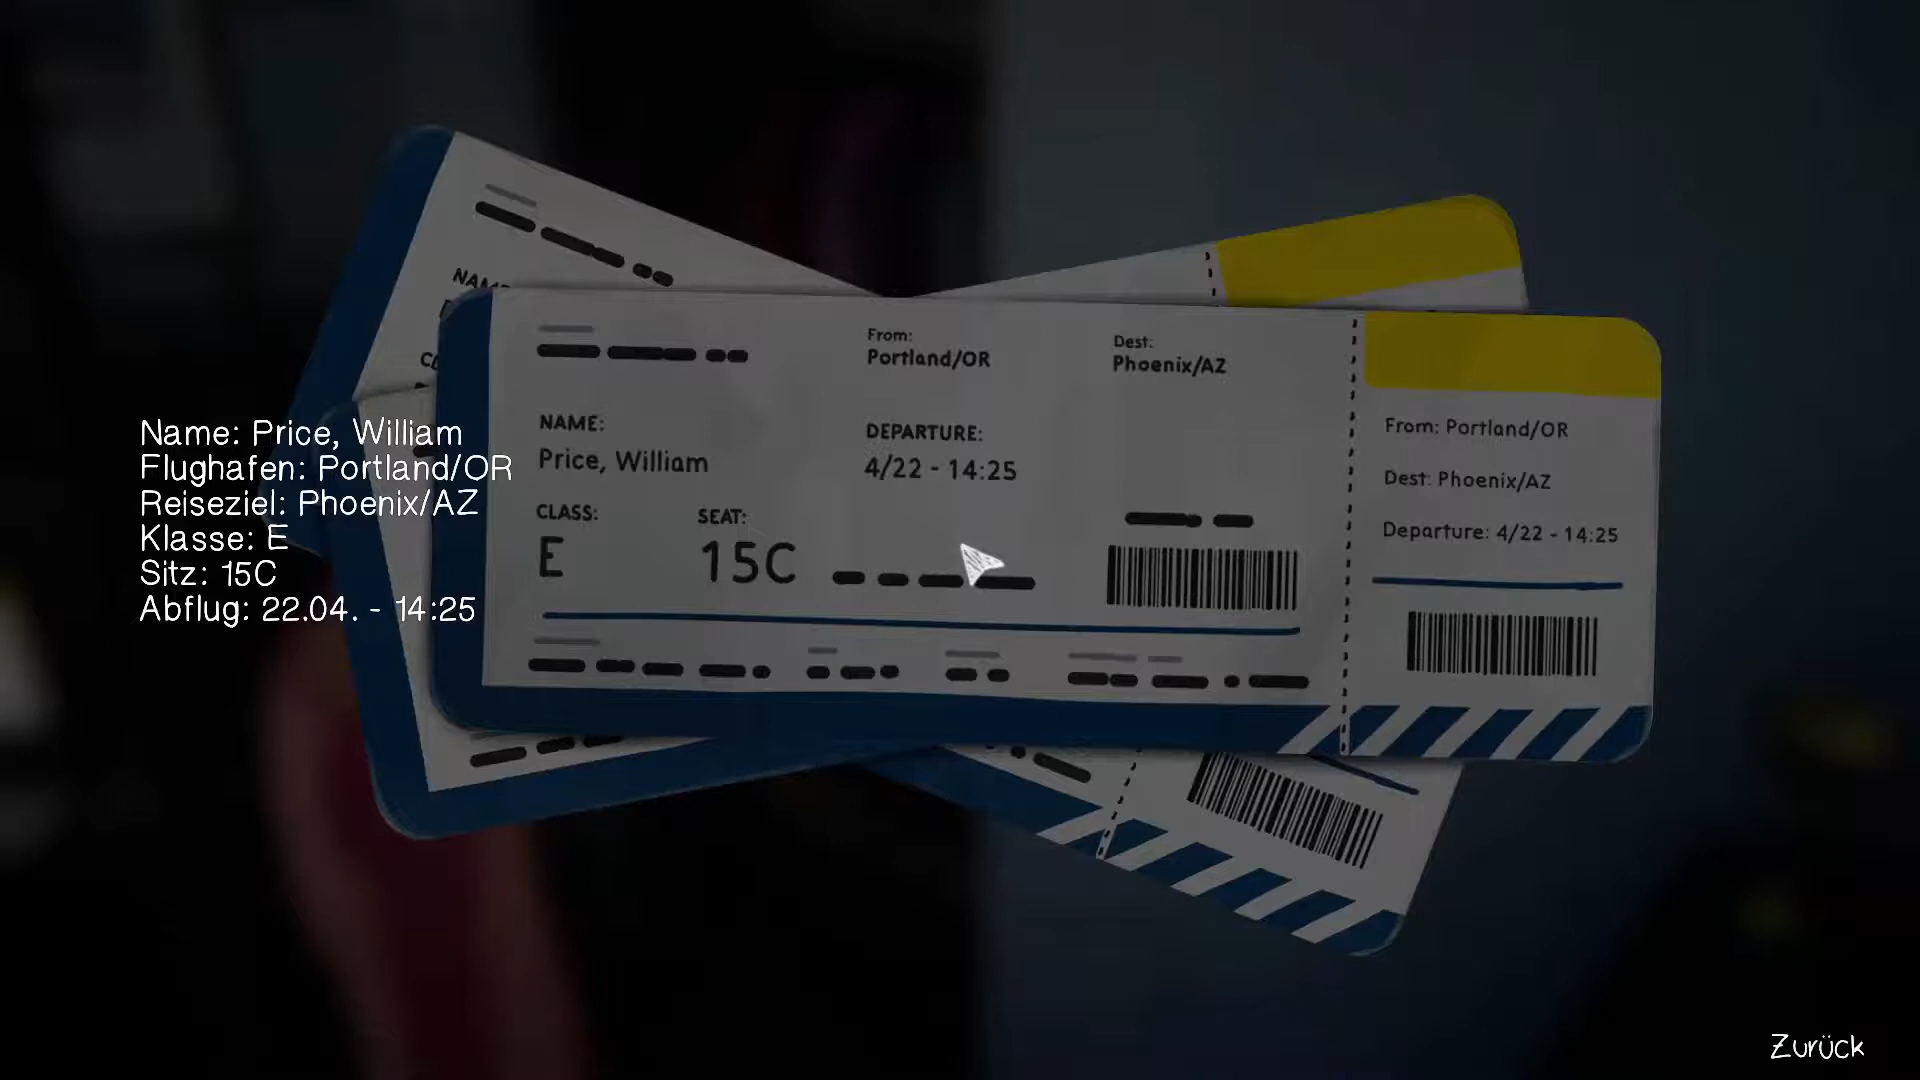 NAME
From:
Portland/OR
Dest:
Phoenix/AZ
NAME:
Price, William
DEPARTURE:
4/22 - 14:25
CLASS:
E
SEAT:
15C
From: Portland/OR
Dest: Phoenix/AZ
Departure: 4/22 - 14:25
Name: Price, William
Flughafen: Portland/OR
Reiseziel: Phoenix/AZ
Klasse: E
Sitz: 15C
Abflug: 22.04. - 14:25
Zurück